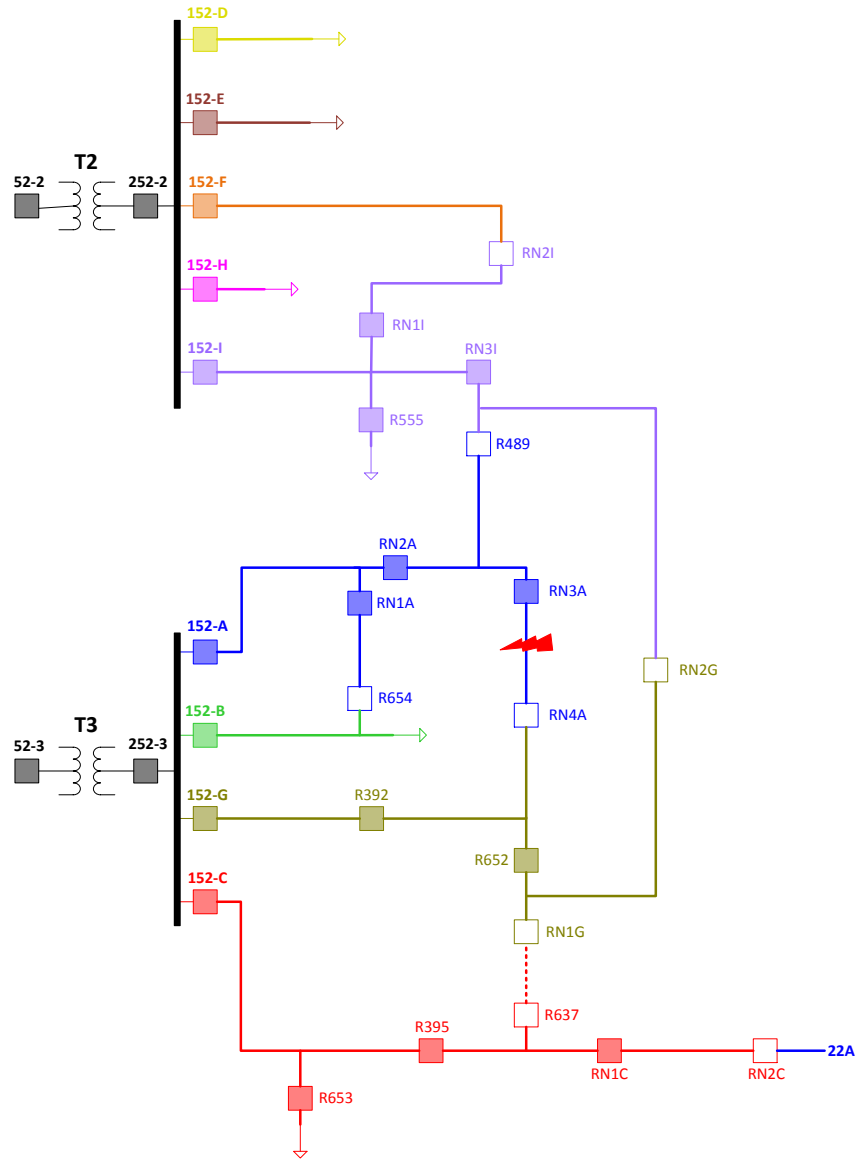 152-D
152-E
T2
52-2
252-2
152-F
RN2I
152-H
RN1I
152-I
RN3I
R555
R489
RN2A
RN3A
RN1A
152-A
RN2G
R654
RN4A
T3
152-B
52-3
252-3
152-G
R392
R652
152-C
RN1G
R637
R395
22A
RN1C
RN2C
R653